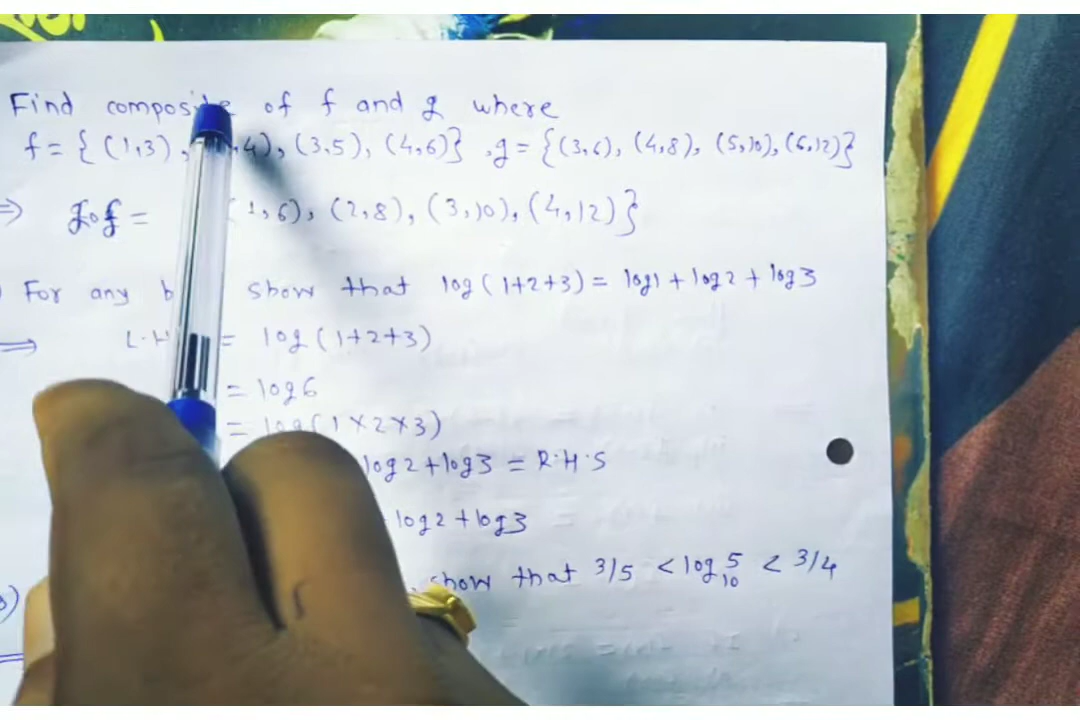 Find composite of f and g where
f = { (1,3), ,4), (3,5), (4,6)} , g = {(3,6), (4,8), (5,10), (6,12)}
⇒ gof = (1,6), (2,8), (3,10), (4,12)}
For any b show that log (1+2+3) = log1 + log2 + log3
⇒ L.H = log (1+2+3)
= log6
= log(1×2×3)
log2 + log3 = R.H.S
log2 + log3
) show that 3/5 < log₁₀5 < 3/4